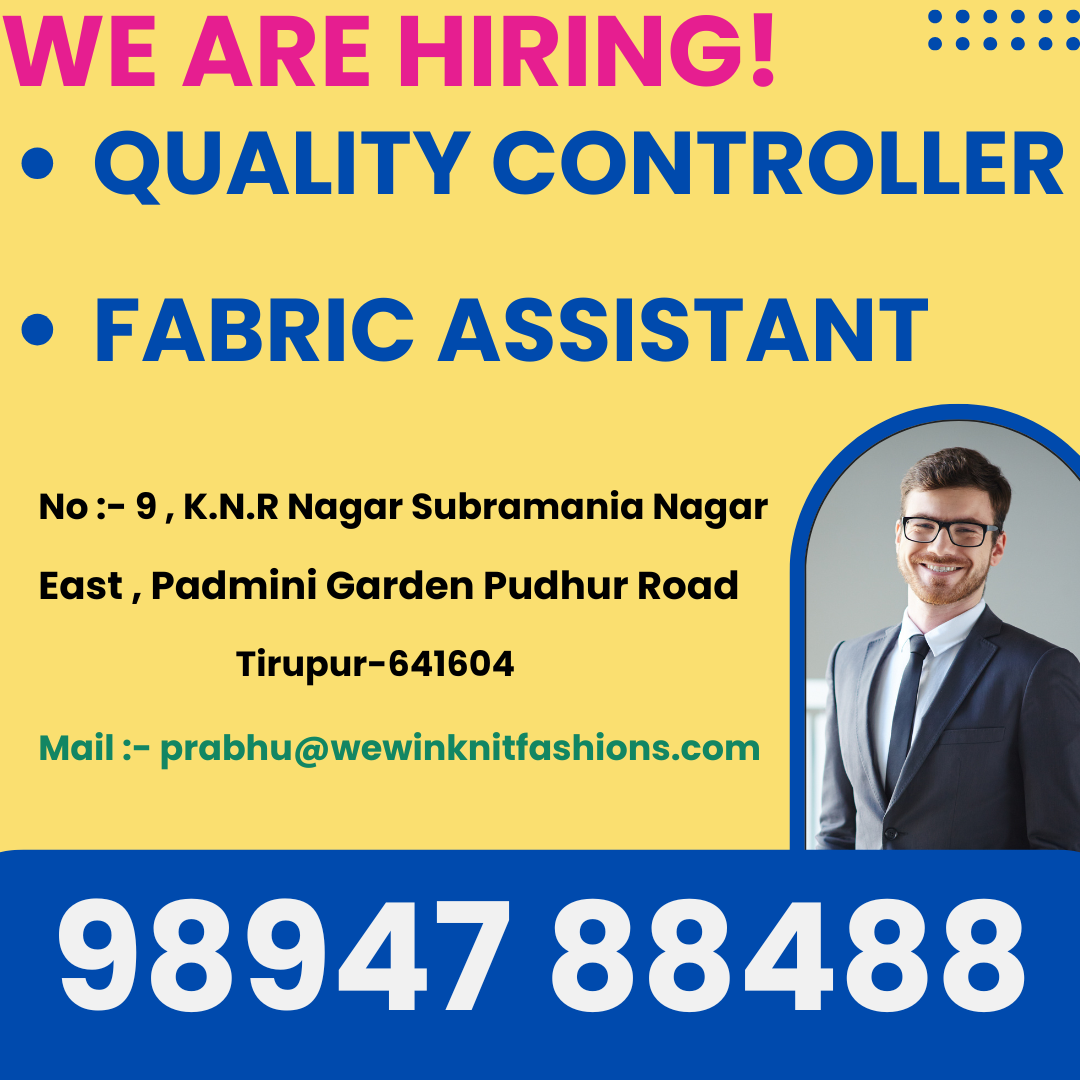 WE ARE HIRING!
• QUALITY CONTROLLER
• FABRIC ASSISTANT
No :- 9 , K.N.R Nagar Subramania Nagar
East , Padmini Garden Pudhur Road
Tirupur-641604
Mail :- prabhu@wewinknitfashions.com
98947 88488